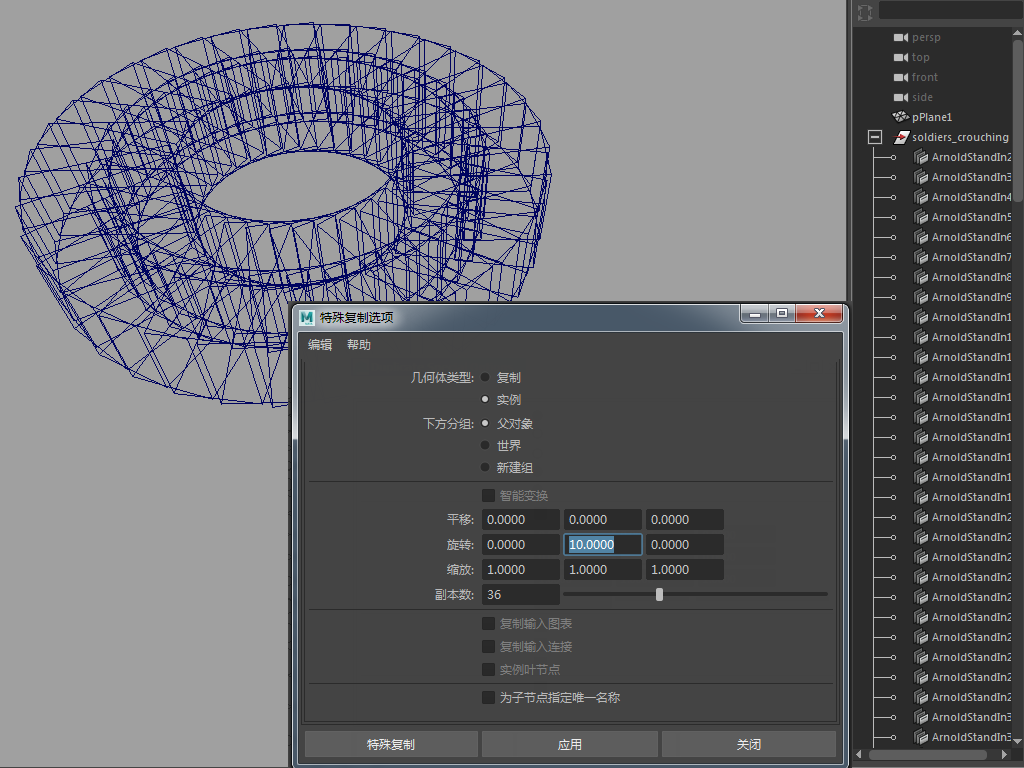 persp
top
front
side
pPlane1
soldiers_crouching
ArnoldStandIn2
ArnoldStandIn3
ArnoldStandIn4
ArnoldStandIn5
ArnoldStandIn6
ArnoldStandIn7
ArnoldStandIn8
ArnoldStandIn9
ArnoldStandIn1
ArnoldStandIn1
ArnoldStandIn1
ArnoldStandIn1
ArnoldStandIn1
ArnoldStandIn1
ArnoldStandIn1
ArnoldStandIn1
ArnoldStandIn1
ArnoldStandIn1
ArnoldStandIn2
ArnoldStandIn2
ArnoldStandIn2
ArnoldStandIn2
ArnoldStandIn2
ArnoldStandIn2
ArnoldStandIn2
ArnoldStandIn2
ArnoldStandIn2
ArnoldStandIn2
ArnoldStandIn3
ArnoldStandIn3
M 特殊复制选项
编辑 帮助
几何体类型: 复制
实例
下方分组: 父对象
世界
新建组
智能变换
平移: 0.0000 0.0000 0.0000
旋转: 0.0000 10.0000 0.0000
缩放: 1.0000 1.0000 1.0000
副本数: 36
复制输入图表
复制输入连接
实例叶节点
为子节点指定唯一名称
特殊复制 应用 关闭